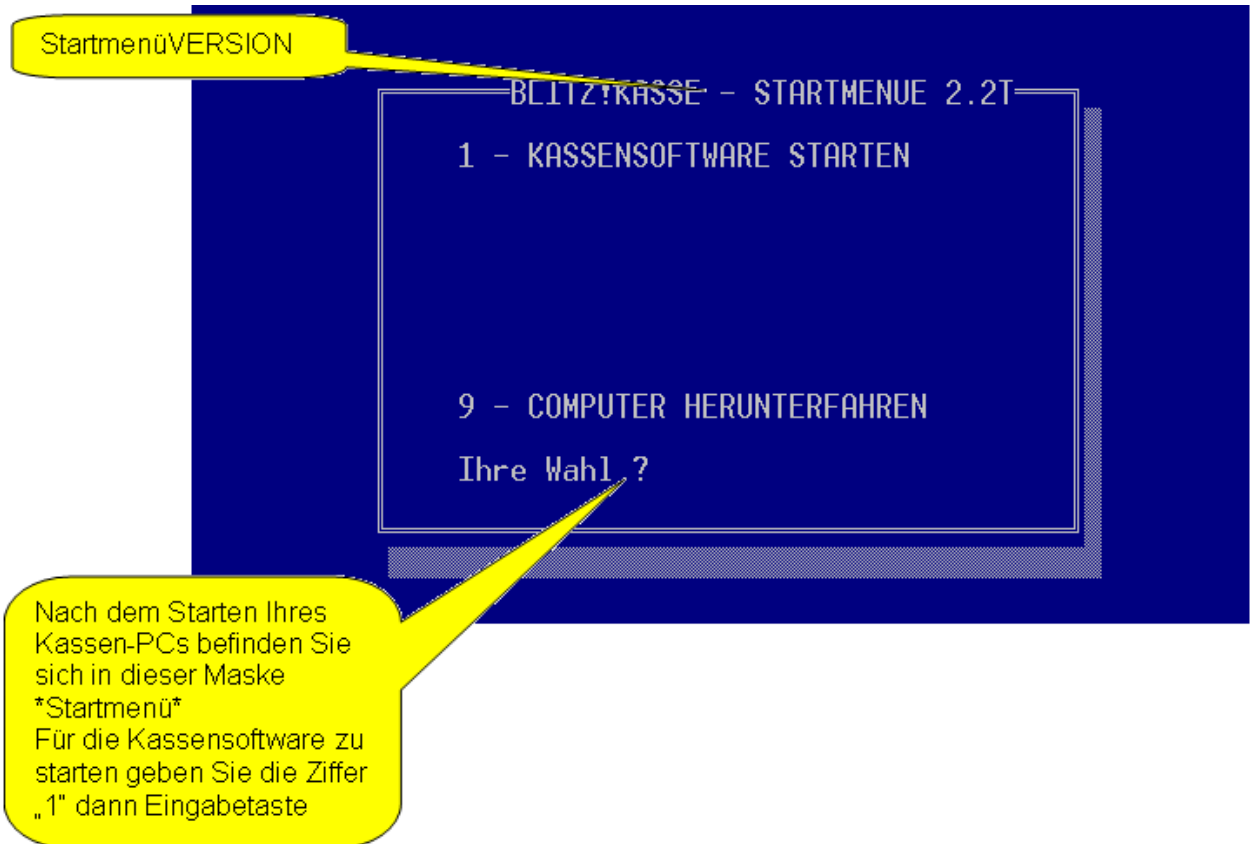 StartmenüVERSION
BLITZ!KASSE - STARTMENUE 2.2T
1 - KASSENSOFTWARE STARTEN
9 - COMPUTER HERUNTERFAHREN
Ihre Wahl ?
Nach dem Starten Ihres
Kassen-PCs befinden Sie
sich in dieser Maske
*Startmenü*
Für die Kassensoftware zu
starten geben Sie die Ziffer
„1" dann Eingabetaste